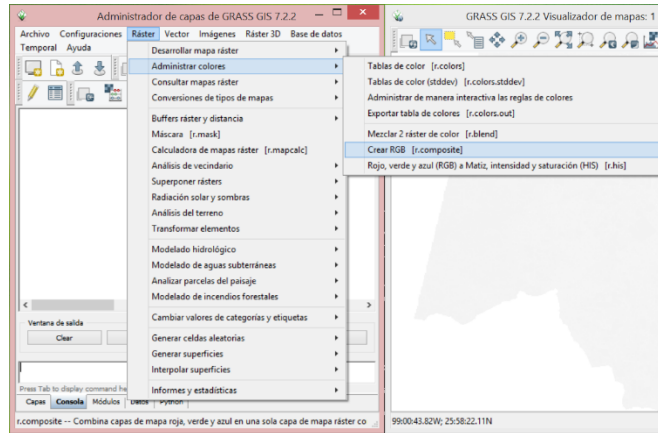 Administrador de capas de GRASS GIS 7.2.2
Archivo Configuraciones Ráster Vector Imágenes Ráster 3D Base de datos
Temporal Ayuda
Desarrollar mapa ráster
Administrar colores
Consultar mapas ráster
Conversiones de tipos de mapas
Buffers ráster y distancia
Máscara [r.mask]
Calculadora de mapas ráster [r.mapcalc]
Análisis de vecindario
Superponer rásters
Radiación solar y sombras
Análisis del terreno
Transformar elementos
Modelado hidrológico
Modelado de aguas subterráneas
Analizar parcelas del paisaje
Modelado de incendios forestales
Cambiar valores de categorías y etiquetas
Generar celdas aleatorias
Generar superficies
Interpolar superficies
Informes y estadísticas
Ventana de salida
Clear
Press Tab to display command he
Capas Consola Módulos Datos Python
r.composite -- Combina capas de mapa roja, verde y azul en una sola capa de mapa ráster co
GRASS GIS 7.2.2 Visualizador de mapas: 1
Tablas de color [r.colors]
Tablas de color (stddev) [r.colors.stddev]
Administrar de manera interactiva las reglas de colores
Exportar tabla de colores [r.colors.out]
Mezclar 2 ráster de color [r.blend]
Crear RGB [r.composite]
Rojo, verde y azul (RGB) a Matiz, intensidad y saturación (HIS) [r.his]
99:00:43.82W; 25:58:22.11N